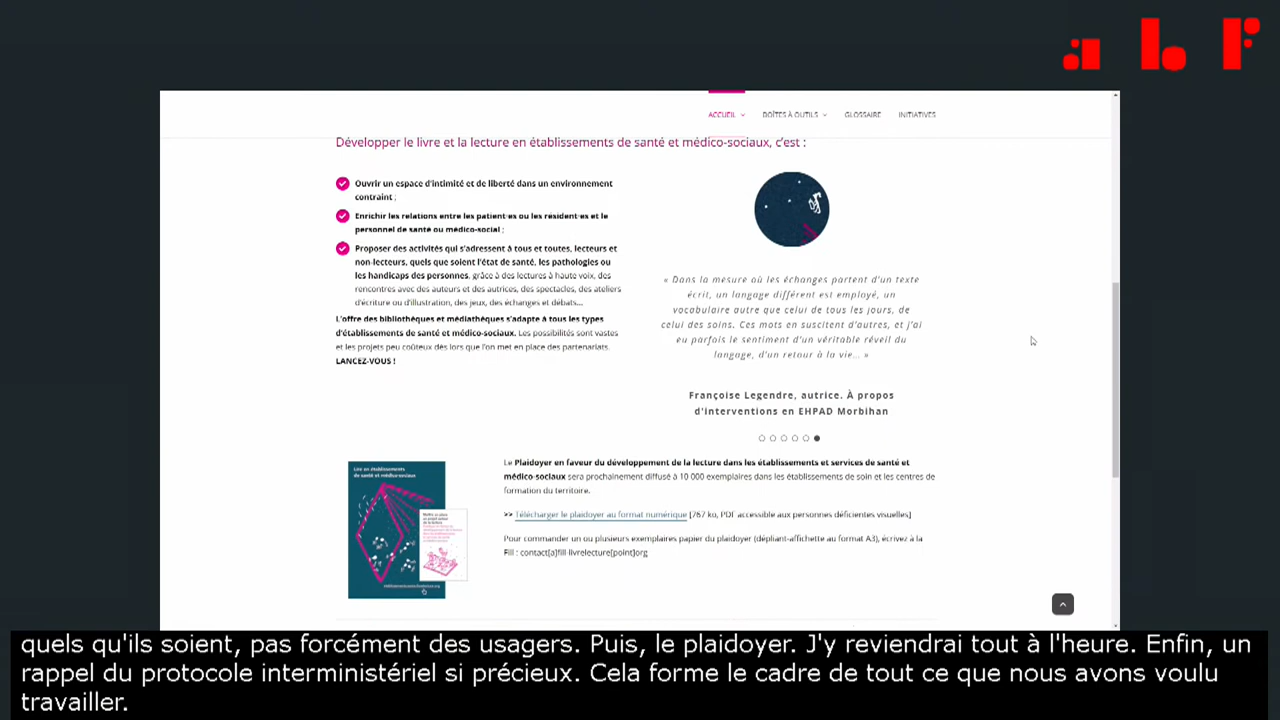 abf
ACCUEIL
BOÎTES À OUTILS
GLOSSAIRE
INITIATIVES
Développer le livre et la lecture en établissements de santé et médico-sociaux, c'est :
Ouvrir un espace d'intimité et de liberté dans un environnement
contraint ;
Enrichir les relations entre les patient·es ou les résident·es et le
personnel de santé ou médico-social ;
Proposer des activités qui s'adressent à tous et toutes, lecteurs et
non-lecteurs, quels que soient l'état de santé, les pathologies ou
les handicaps des personnes, grâce à des lectures à haute voix, des
rencontres avec des auteurs et des autrices, des spectacles, des ateliers
d'écriture ou d'illustration, des jeux, des échanges et débats...
L'offre des bibliothèques et médiathèques s'adapte à tous les types
d'établissements de santé et médico-sociaux. Les possibilités sont vastes
et les projets peu coûteux dès lors que l'on met en place des partenariats.
LANCEZ-VOUS !
« Dans la mesure où les échanges partent d'un texte
écrit, un langage différent est employé, un
vocabulaire autre que celui de tous les jours, de
celui des soins. Ces mots en suscitent d'autres, et j'ai
eu parfois le sentiment d'un véritable réveil du
langage, d'un retour à la vie... »
Françoise Legendre, autrice. À propos
d'interventions en EHPAD Morbihan
Lire en établissements
de santé et médico-sociaux
Le Plaidoyer en faveur du développement de la lecture dans les établissements et services de santé et
médico-sociaux sera prochainement diffusé à 10 000 exemplaires dans les établissements de soin et les centres de
formation du territoire.
>> Télécharger le plaidoyer au format numérique [767 ko, PDF accessible aux personnes déficientes visuelles]
Pour commander un ou plusieurs exemplaires papier du plaidoyer (dépliant-affichette au format A3), écrivez à la
Fill : contact[a]fill-livrelecture[point]org
quels qu'ils soient, pas forcément des usagers. Puis, le plaidoyer. J'y reviendrai tout à l'heure. Enfin, un
rappel du protocole interministériel si précieux. Cela forme le cadre de tout ce que nous avons voulu
travailler.